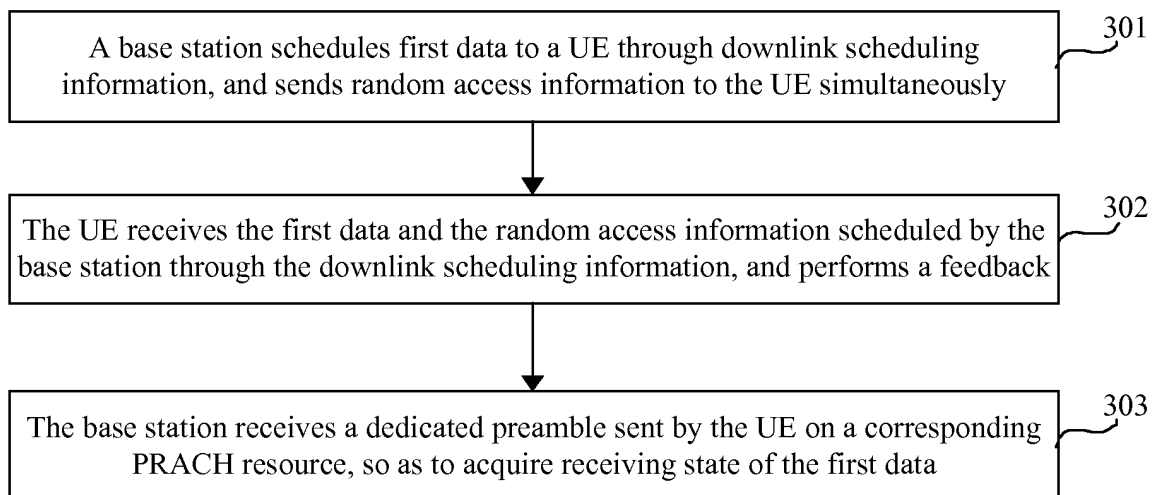 A base station schedules first data to a UE through downlink scheduling
information, and sends random access information to the UE simultaneously
301
The UE receives the first data and the random access information scheduled by the
base station through the downlink scheduling information, and performs a feedback
302
The base station receives a dedicated preamble sent by the UE on a corresponding
PRACH resource, so as to acquire receiving state of the first data
303